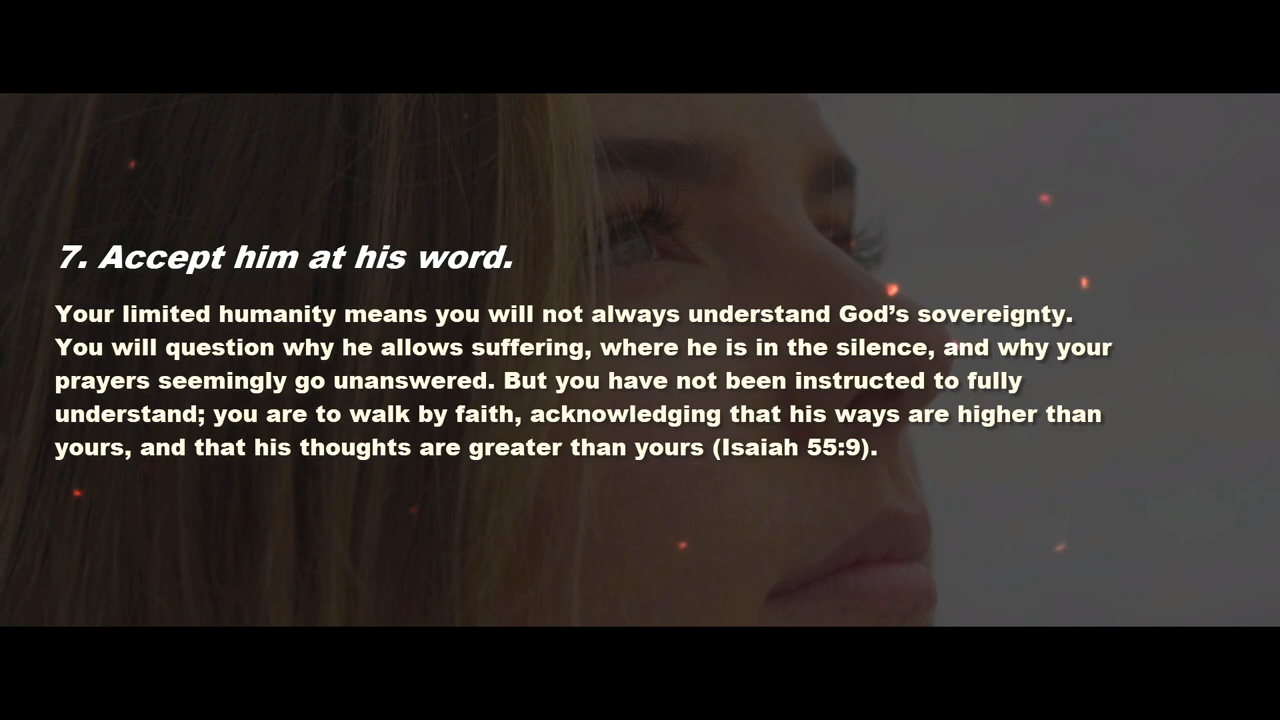 7. Accept him at his word.
Your limited humanity means you will not always understand God’s sovereignty.
You will question why he allows suffering, where he is in the silence, and why your
prayers seemingly go unanswered. But you have not been instructed to fully
understand; you are to walk by faith, acknowledging that his ways are higher than
yours, and that his thoughts are greater than yours (Isaiah 55:9).